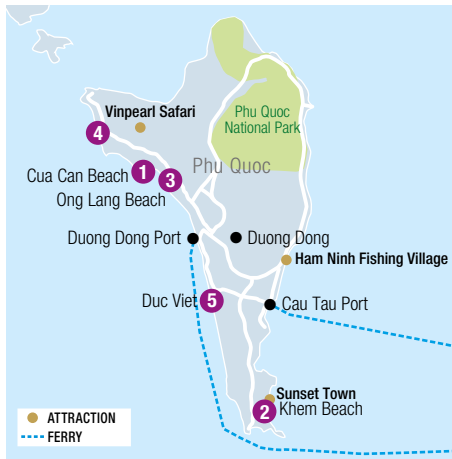 Vinpearl Safari
Phu Quoc
National Park
4
Phu Quoc
Cua Can Beach 1
3
Ong Lang Beach
Duong Dong Port
Duong Dong
Ham Ninh Fishing Village
Duc Viet 5
Cau Tau Port
Sunset Town
2 Khem Beach
ATTRACTION
FERRY